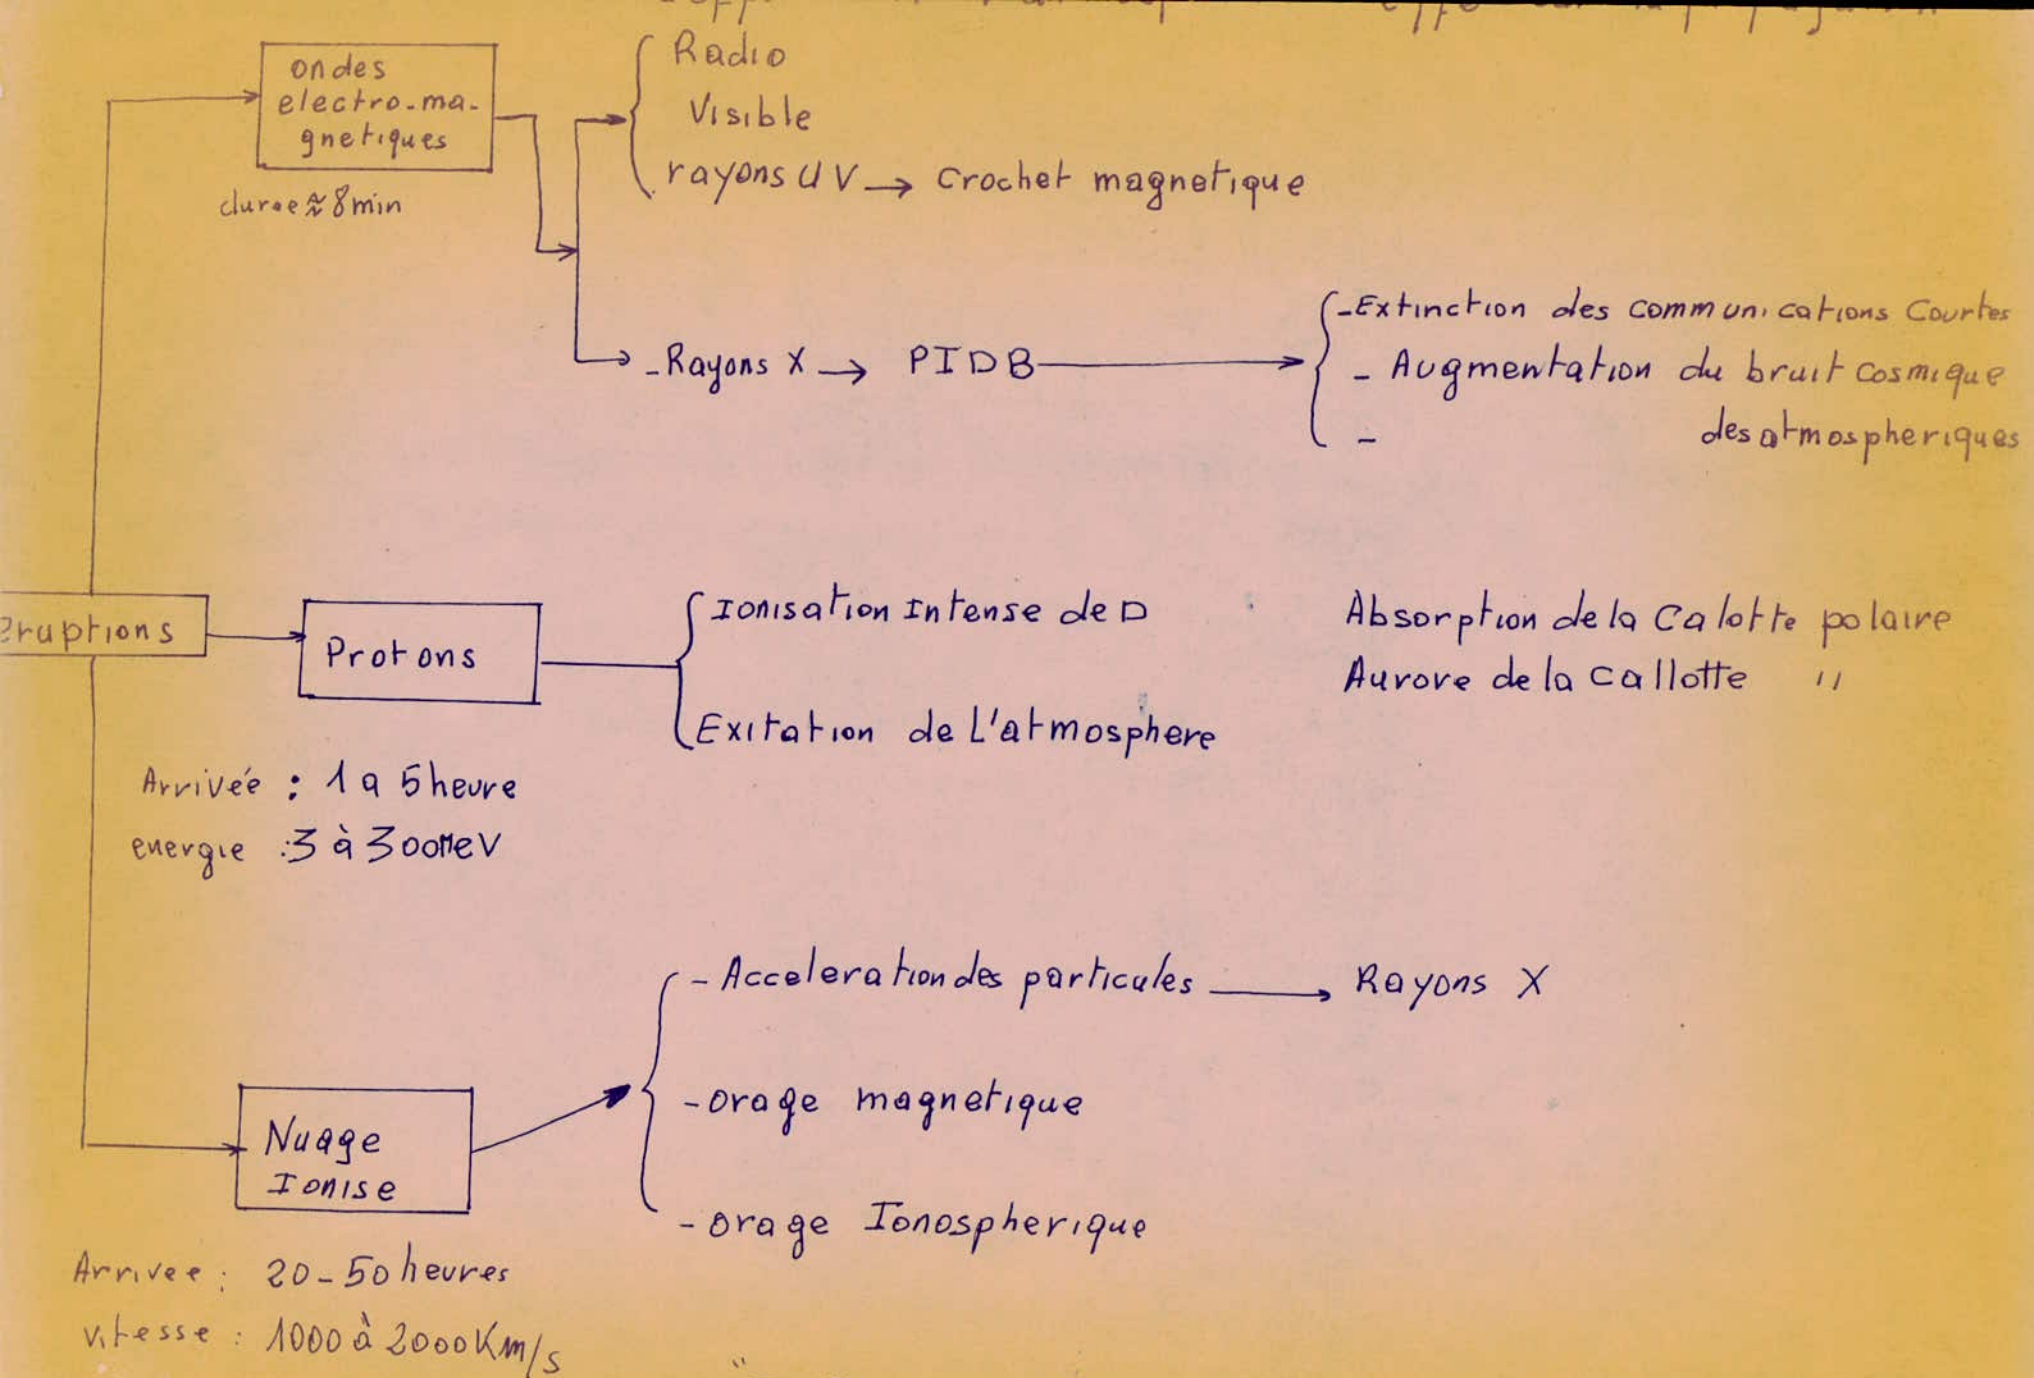 ondes
electro-ma-
gnetiques
duree ≈ 8min
Radio
Visible
rayons UV → Crochet magnetique
-Rayons X → PIDB
-Extinction des communications Courtes
- Augmentation du bruit cosmique
- des atmospheriques
eruptions
Protons
Ionisation Intense de D
Exitation de L'atmosphere
Absorption de la Calotte polaire
Aurore de la Callotte "
Arrivée : 1 a 5 heure
energie : 3 à 300MeV
Nuage
Ionise
- Acceleration des particules → Rayons X
- orage magnetique
- orage Ionospherique
Arrivee : 20-50 heures
vitesse : 1000 à 2000Km/s